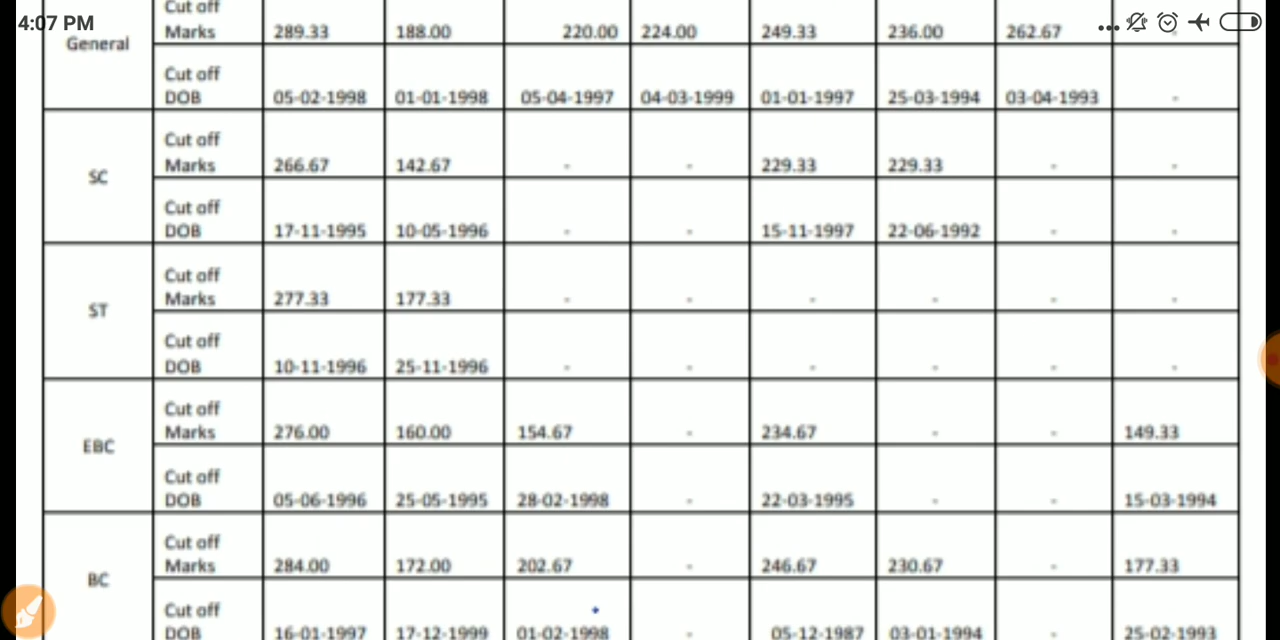 Cut off
4:07 PM
Marks 289.33 188.00 220.00 224.00 249.33 236.00 262.67 -
General
Cut off
DOB 05-02-1998 01-01-1998 05-04-1997 04-03-1999 01-01-1997 25-03-1994 03-04-1993 -
Cut off
Marks 266.67 142.67 - - 229.33 229.33 - -
SC
Cut off
DOB 17-11-1995 10-05-1996 - - 15-11-1997 22-06-1992 - -
Cut off
Marks 277.33 177.33 - - - - - -
ST
Cut off
DOB 10-11-1996 25-11-1996 - - - - - -
Cut off
Marks 276.00 160.00 154.67 - 234.67 - - 149.33
EBC
Cut off
DOB 05-06-1996 25-05-1995 28-02-1998 - 22-03-1995 - - 15-03-1994
Cut off
Marks 284.00 172.00 202.67 - 246.67 230.67 - 177.33
BC
Cut off
DOB 16-01-1997 17-12-1999 01-02-1998 - 05-12-1987 03-01-1994 - 25-02-1993